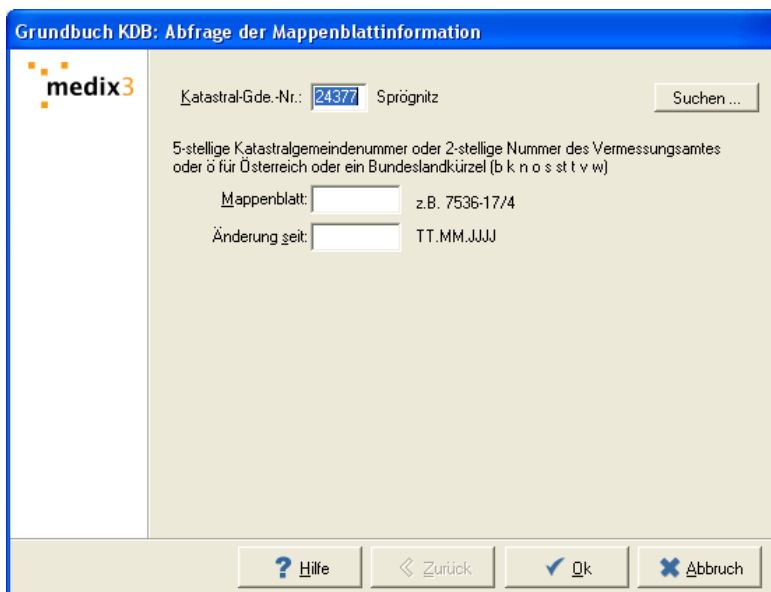 Grundbuch KDB: Abfrage der Mappenblattinformation
medix3
Katastral-Gde.-Nr.: 24377 Sprögnitz Suchen ...
5-stellige Katastralgemeindenummer oder 2-stellige Nummer des Vermessungsamtes
oder ö für Österreich oder ein Bundeslandkürzel (b k n o s st t v w)
Mappenblatt: z.B. 7536-17/4
Änderung seit: TT.MM.JJJJ
? Hilfe Zurück Ok Abbruch